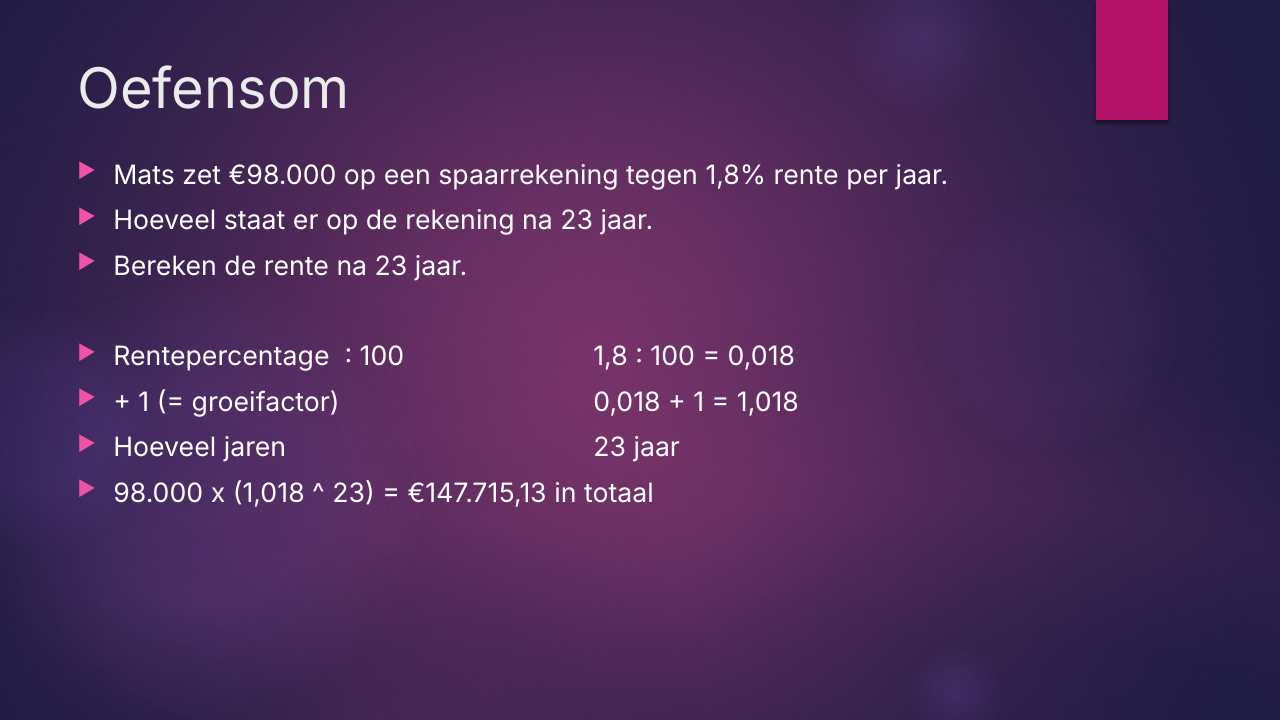 Oefensom
Mats zet €98.000 op een spaarrekening tegen 1,8% rente per jaar.
Hoeveel staat er op de rekening na 23 jaar.
Bereken de rente na 23 jaar.
Rentepercentage : 100 1,8 : 100 = 0,018
+ 1 (= groeifactor) 0,018 + 1 = 1,018
Hoeveel jaren 23 jaar
98.000 x (1,018 ^ 23) = €147.715,13 in totaal